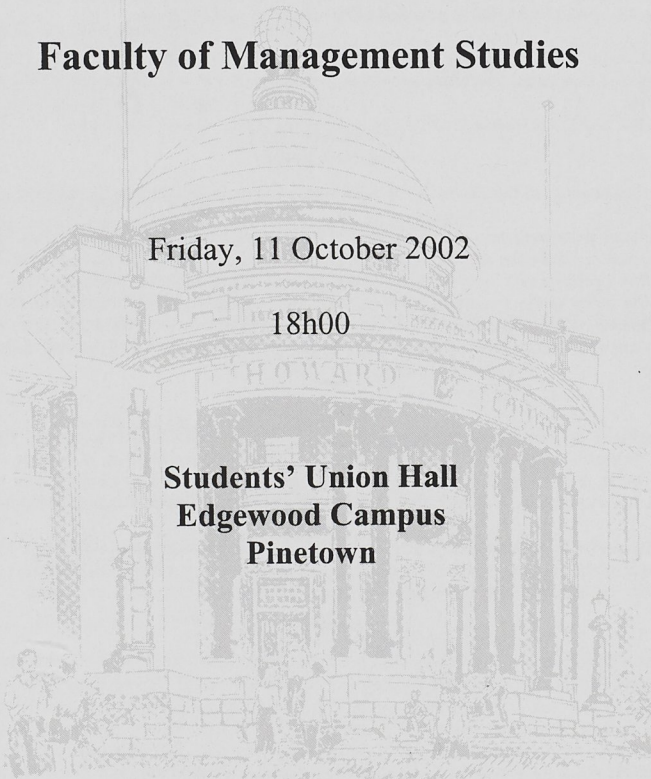 Faculty of Management Studies
Friday, 11 October 2002
18h00
HOWARD
Students' Union Hall
Edgewood Campus
Pinetown